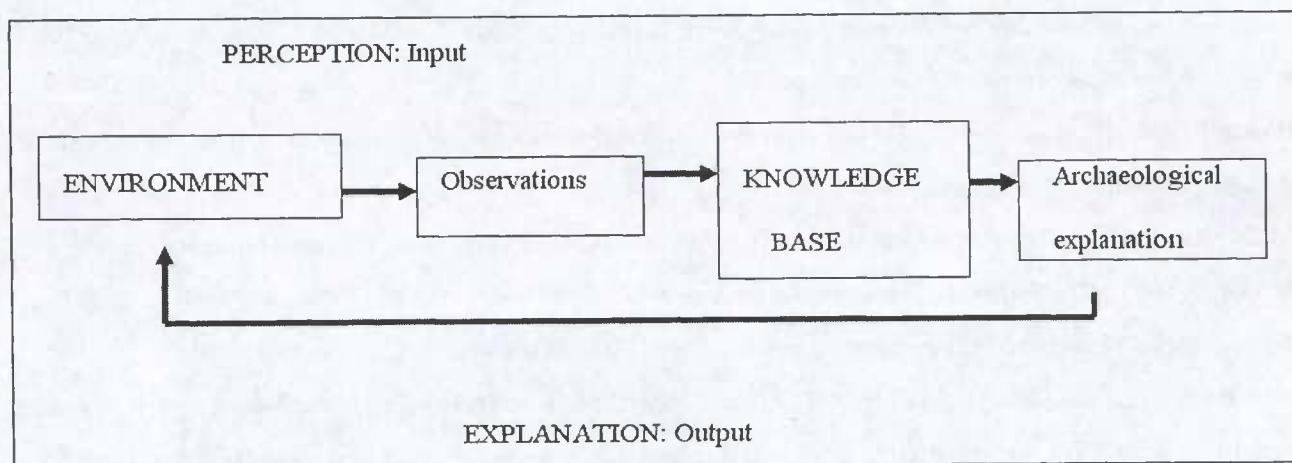 PERCEPTION: Input
ENVIRONMENT
Observations
KNOWLEDGE
BASE
Archaeological
explanation
EXPLANATION: Output